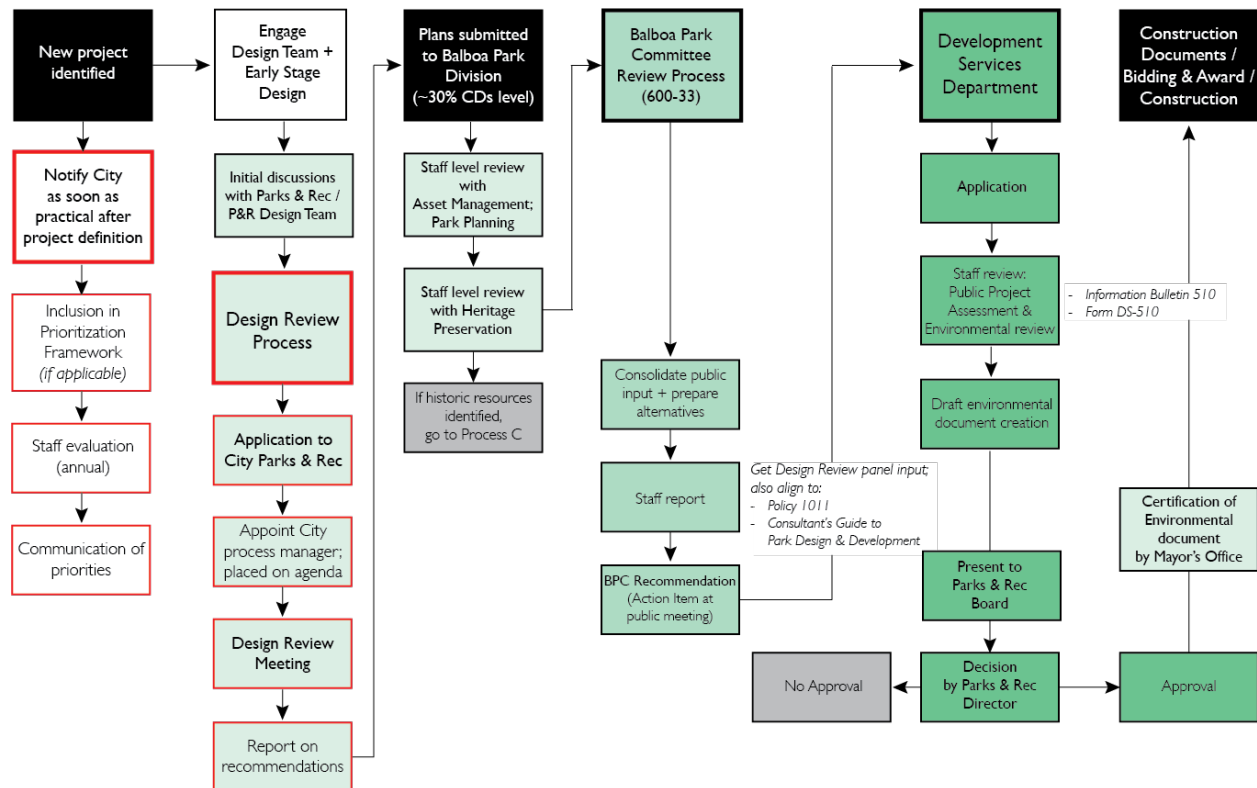 New project
identified
Notify City
as soon as
practical after
project definition
Inclusion in
Prioritization
Framework
(if applicable)
Staff evaluation
(annual)
Communication of
priorities
Engage
Design Team +
Early Stage
Design
Initial discussions
with Parks & Rec /
P&R Design Team
Design Review
Process
Application to
City Parks & Rec
Appoint City
process manager;
placed on agenda
Design Review
Meeting
Report on
recommendations
Plans submitted
to Balboa Park
Division
(~30% CDs level)
Staff level review
with
Asset Management;
Park Planning
Staff level review
with Heritage
Preservation
If historic resources
identified,
go to Process C
Balboa Park
Committee
Review Process
(600-33)
Consolidate public
input + prepare
alternatives
Staff report
BPC Recommendation
(Action Item at
public meeting)
Get Design Review panel input;
also align to:
- Policy 1011
- Consultant's Guide to
Park Design & Development
Development
Services
Department
Application
Staff review:
Public Project
Assessment &
Environmental review
- Information Bulletin 510
- Form DS-510
Draft environmental
document creation
Present to
Parks & Rec
Board
Decision
by Parks & Rec
Director
No Approval
Approval
Certification of
Environmental
document
by Mayor's Office
Construction
Documents /
Bidding & Award /
Construction